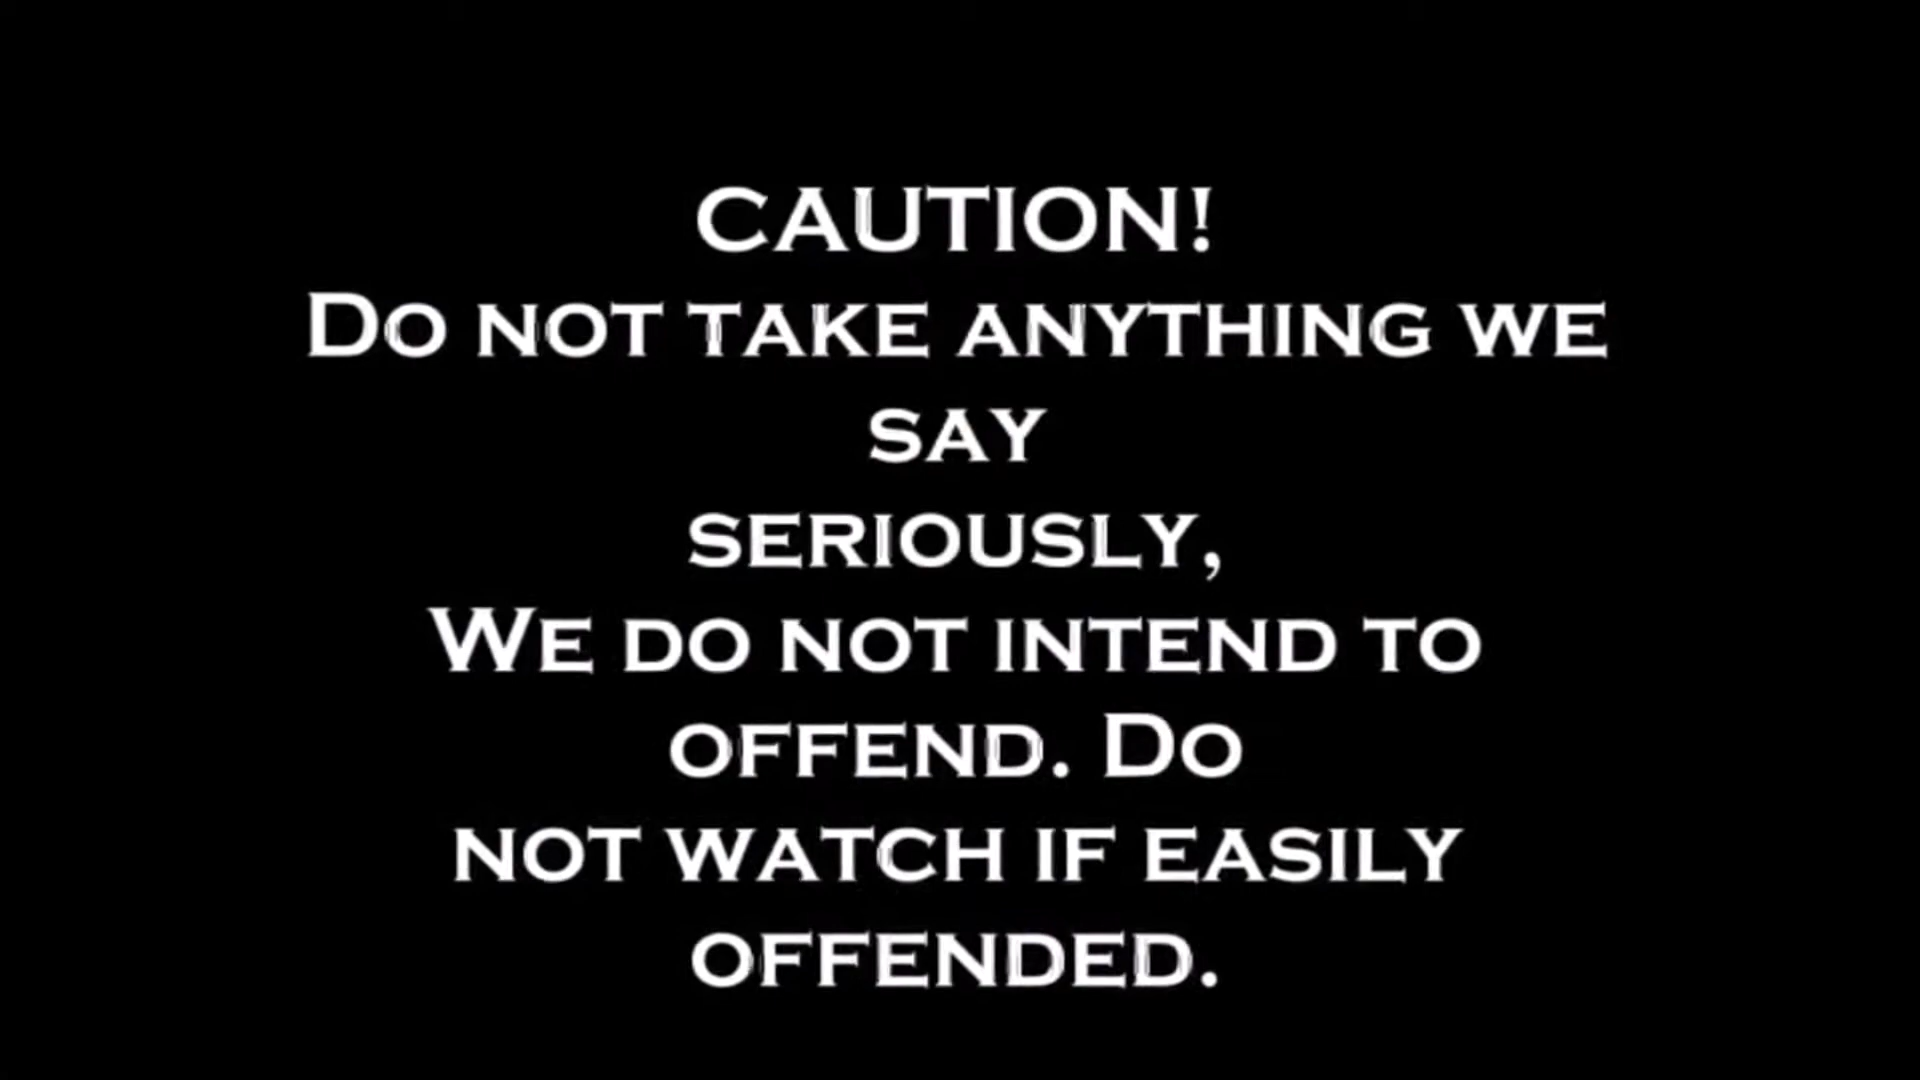 CAUTION!
Do not take anything we
say
seriously,
We do not intend to
offend. Do
not watch if easily
offended.